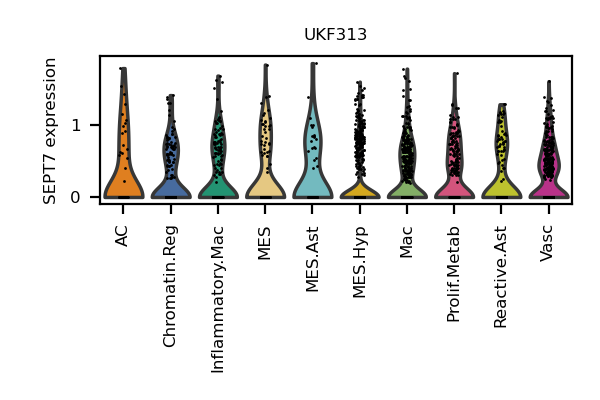 UKF313
SEPT7 expression
1
0
AC
Chromatin.Reg
Inflammatory.Mac
MES
MES.Ast
MES.Hyp
Mac
Prolif.Metab
Reactive.Ast
Vasc